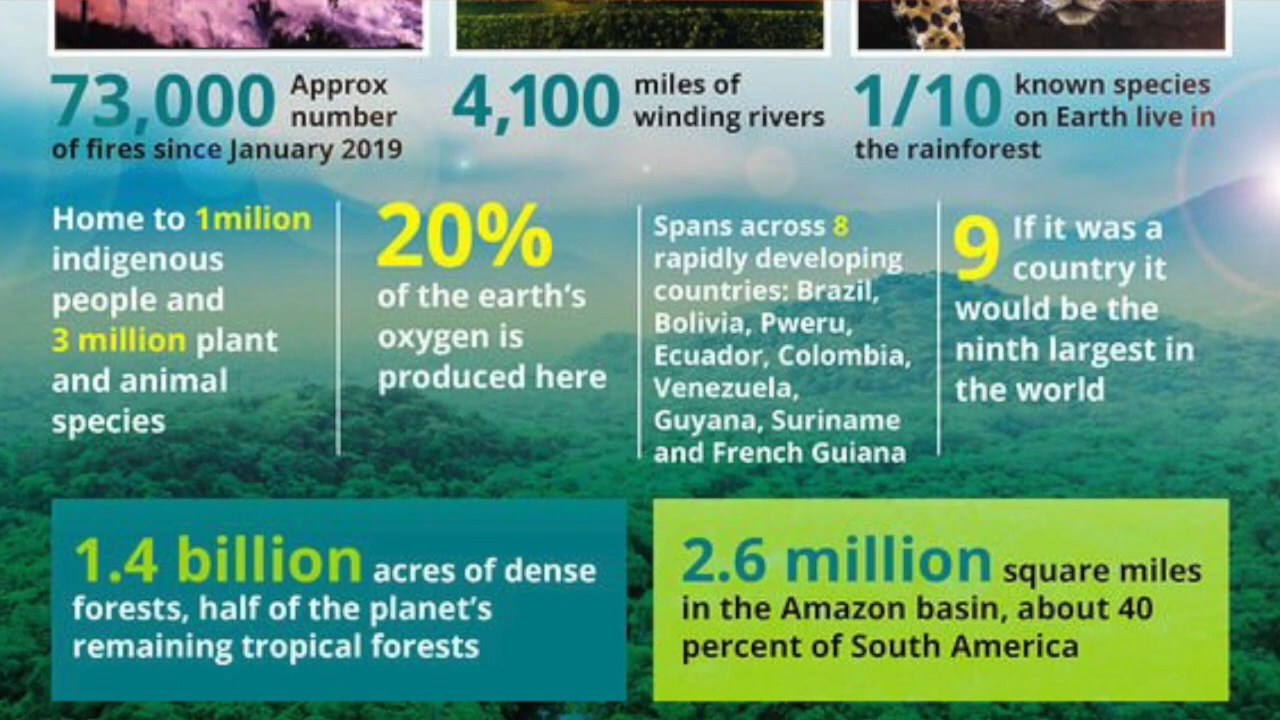 73,000 Approx
number
of fires since January 2019
4,100 miles of
winding rivers
1/10 known species
on Earth live in
the rainforest
Home to 1milion
indigenous
people and
3 million plant
and animal
species
20%
of the earth's
oxygen is
produced here
Spans across 8
rapidly developing
countries: Brazil,
Bolivia, Pweru,
Ecuador, Colombia,
Venezuela,
Guyana, Suriname
and French Guiana
9 If it was a
country it
would be the
ninth largest in
the world
1.4 billion acres of dense
forests, half of the planet's
remaining tropical forests
2.6 million square miles
in the Amazon basin, about 40
percent of South America